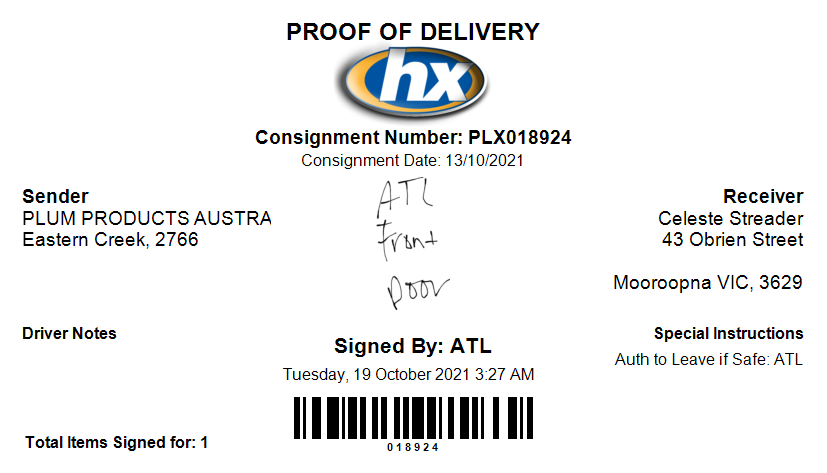 PROOF OF DELIVERY
hx
Consignment Number: PLX018924
Consignment Date: 13/10/2021
Sender
PLUM PRODUCTS AUSTRA
Eastern Creek, 2766
ATL
Front
Door
Receiver
Celeste Streader
43 Obrien Street
Mooroopna VIC, 3629
Driver Notes
Signed By: ATL
Tuesday, 19 October 2021 3:27 AM
Special Instructions
Auth to Leave if Safe: ATL
018924
Total Items Signed for: 1